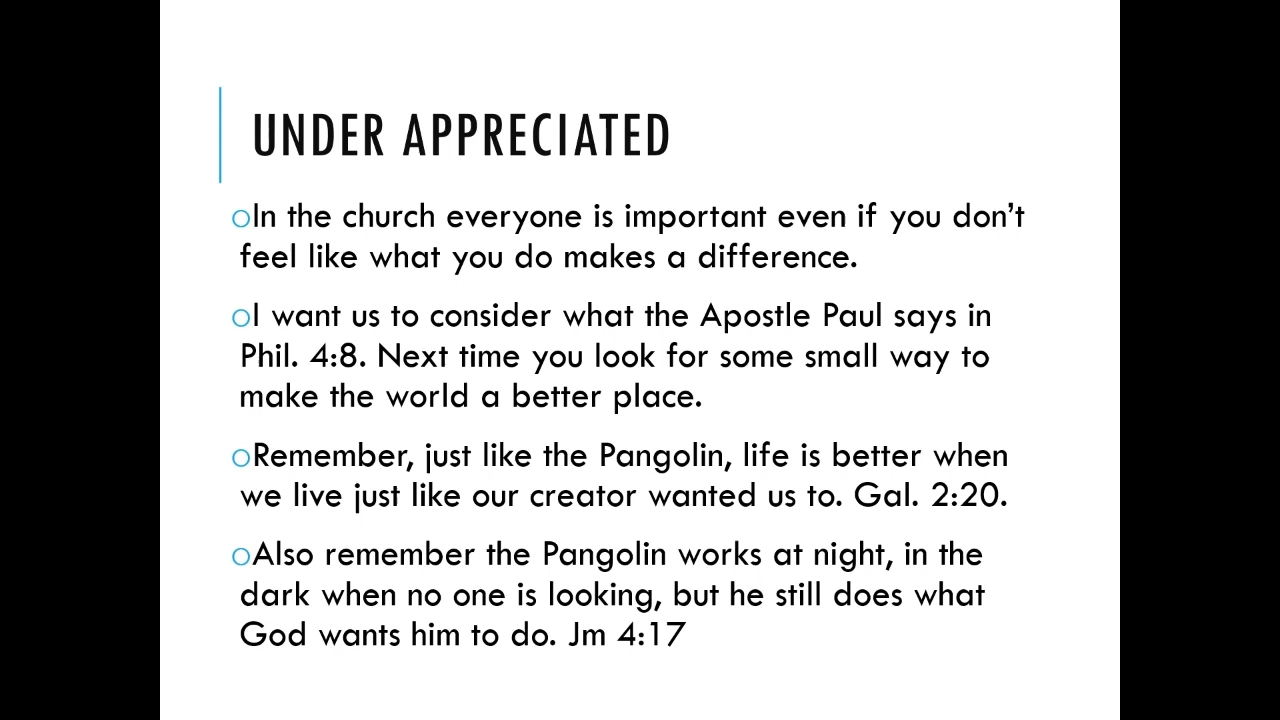 UNDER APPRECIATED
oIn the church everyone is important even if you don’t
feel like what you do makes a difference.
oI want us to consider what the Apostle Paul says in
Phil. 4:8. Next time you look for some small way to
make the world a better place.
oRemember, just like the Pangolin, life is better when
we live just like our creator wanted us to. Gal. 2:20.
oAlso remember the Pangolin works at night, in the
dark when no one is looking, but he still does what
God wants him to do. Jm 4:17